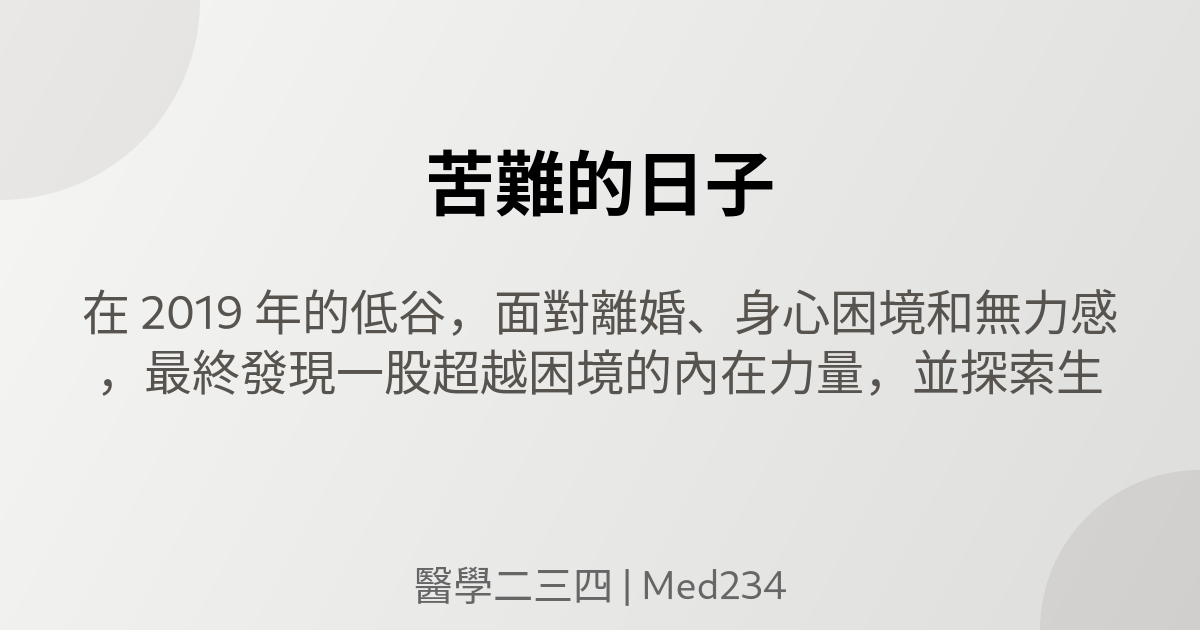 苦難的日子
在 2019 年的低谷，面對離婚、身心困境和無力感
，最終發現一股超越困境的內在力量，並探索生
醫學二三四 | Med234